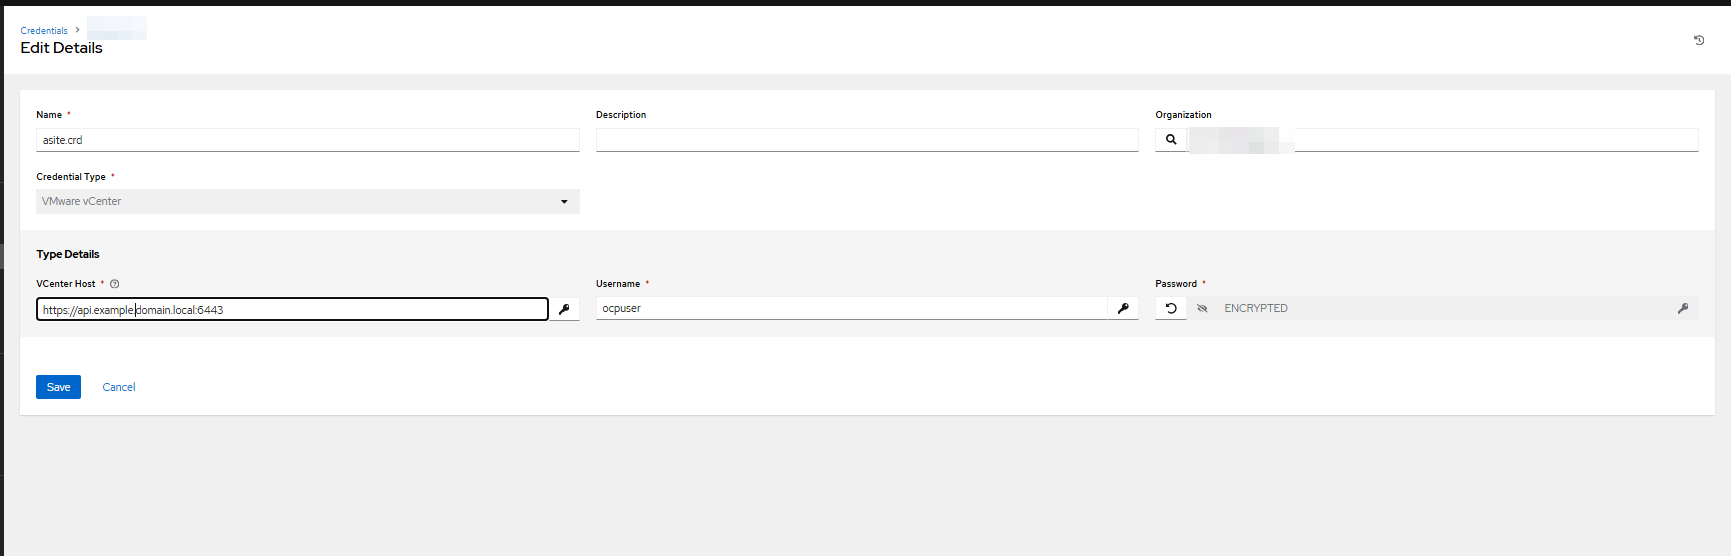 Credentials
Edit Details
Name * Description Organization
asite.crd
Credential Type *
VMware vCenter
Type Details
VCenter Host * Username * Password *
https://api.example.domain.local:6443 ocpuser ENCRYPTED
Save Cancel